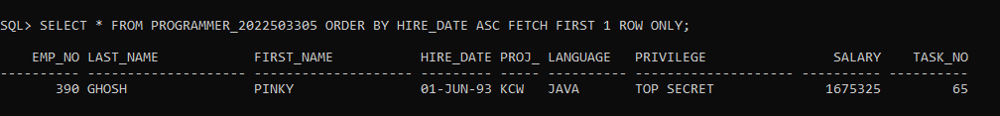 SQL> SELECT * FROM PROGRAMMER_2022503305 ORDER BY HIRE_DATE ASC FETCH FIRST 1 ROW ONLY;
EMP_NO LAST_NAME FIRST_NAME HIRE_DATE PROJ_ LANGUAGE PRIVILEGE SALARY TASK_NO
---------- -------------------- -------------------- --------- ----- ---------- -------------------- ---------- ----------
390 GHOSH PINKY 01-JUN-93 KCW JAVA TOP SECRET 1675325 65